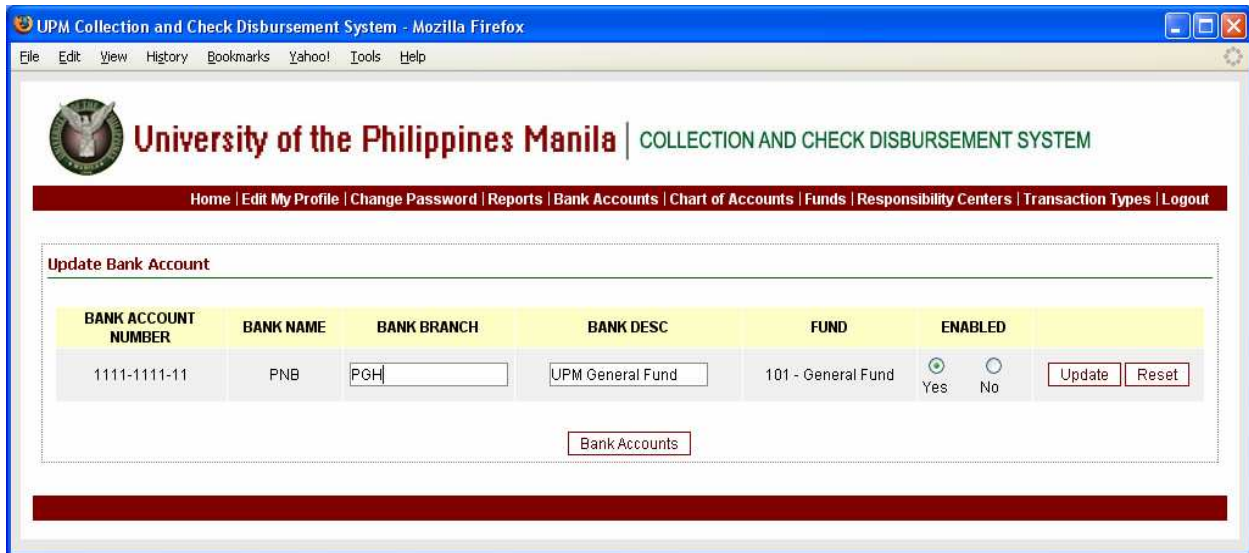 UPM Collection and Check Disbursement System - Mozilla Firefox
File Edit View History Bookmarks Yahoo! Tools Help
University of the Philippines Manila | COLLECTION AND CHECK DISBURSEMENT SYSTEM
Home | Edit My Profile | Change Password | Reports | Bank Accounts | Chart of Accounts | Funds | Responsibility Centers | Transaction Types | Logout
Update Bank Account
BANK ACCOUNT NUMBER BANK NAME BANK BRANCH BANK DESC FUND ENABLED
1111-1111-11 PNB PGH UPM General Fund 101 - General Fund Yes No Update Reset
Bank Accounts